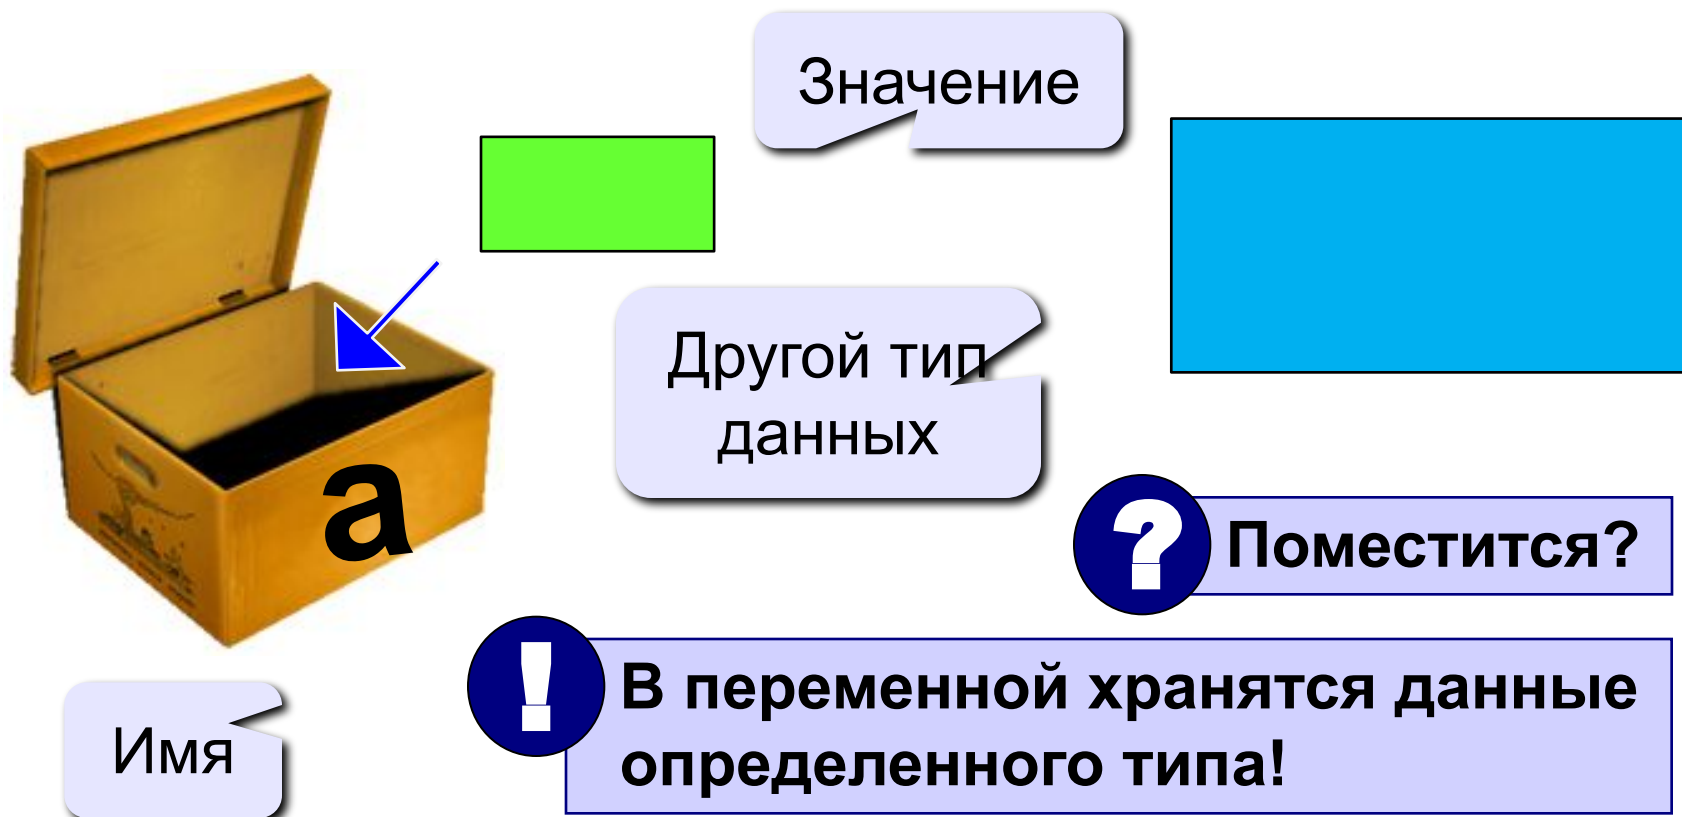 Значение
Другой тип
данных
a
? Поместится?
! В переменной хранятся данные
определенного типа!
Имя